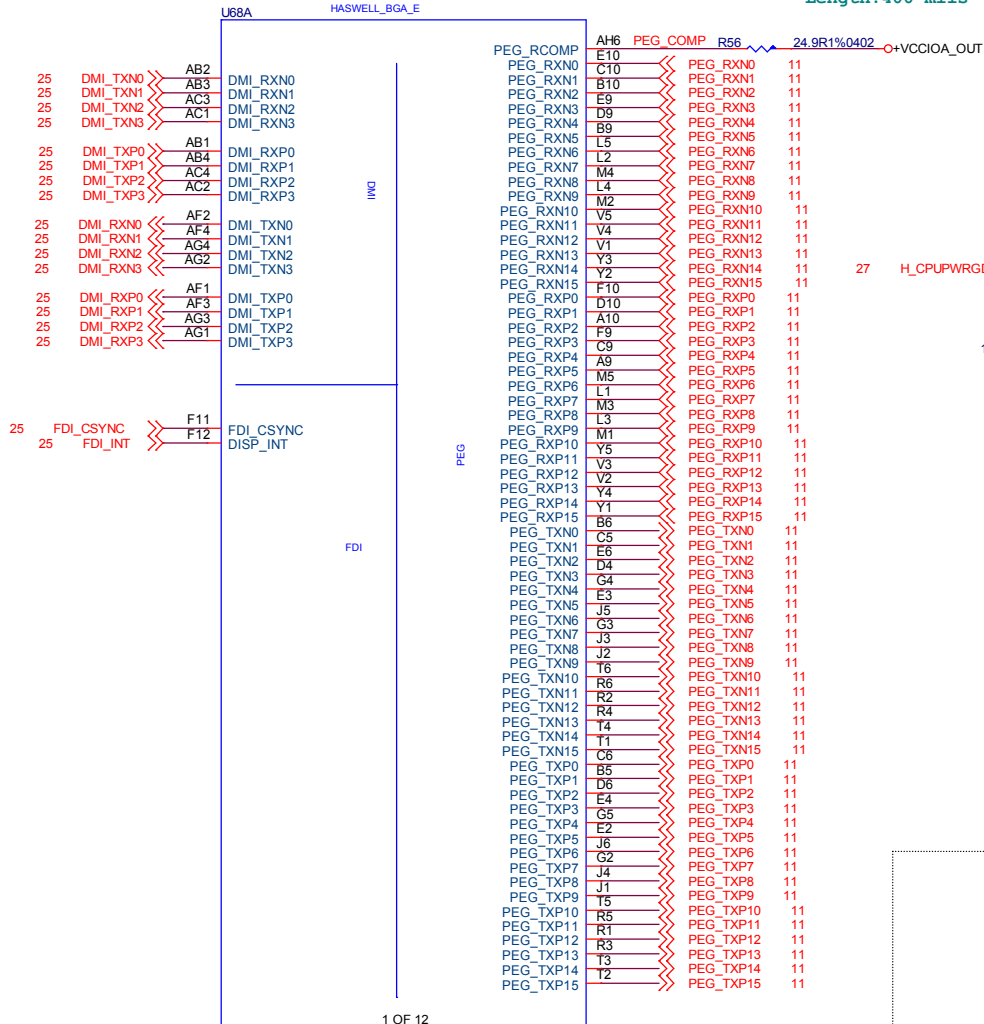 U68A HASWELL_BGA_E
25 DMI_TXN0 AB2 DMI_RXN0
25 DMI_TXN1 AB3 DMI_RXN1
25 DMI_TXN2 AC3 DMI_RXN2
25 DMI_TXN3 AC1 DMI_RXN3
25 DMI_TXP0 AB1 DMI_RXP0
25 DMI_TXP1 AB4 DMI_RXP1
25 DMI_TXP2 AC4 DMI_RXP2
25 DMI_TXP3 AC2 DMI_RXP3
25 DMI_RXN0 AF2 DMI_TXN0
25 DMI_RXN1 AF4 DMI_TXN1
25 DMI_RXN2 AG4 DMI_TXN2
25 DMI_RXN3 AG2 DMI_TXN3
25 DMI_RXP0 AF1 DMI_TXP0
25 DMI_RXP1 AF3 DMI_TXP1
25 DMI_RXP2 AG3 DMI_TXP2
25 DMI_RXP3 AG1 DMI_TXP3
25 FDI_CSYNC F11 FDI_CSYNC
25 FDI_INT F12 DISP_INT
DMI
PEG
FDI
PEG_RCOMP AH6 PEG_COMP R56 24.9R1%0402 +VCCIOA_OUT
PEG_RXN0 E10 PEG_RXN0 11
PEG_RXN1 C10 PEG_RXN1 11
PEG_RXN2 B10 PEG_RXN2 11
PEG_RXN3 E9 PEG_RXN3 11
PEG_RXN4 D9 PEG_RXN4 11
PEG_RXN5 B9 PEG_RXN5 11
PEG_RXN6 L5 PEG_RXN6 11
PEG_RXN7 L2 PEG_RXN7 11
PEG_RXN8 M4 PEG_RXN8 11
PEG_RXN9 L4 PEG_RXN9 11
PEG_RXN10 M2 PEG_RXN10 11
PEG_RXN11 V5 PEG_RXN11 11
PEG_RXN12 V4 PEG_RXN12 11
PEG_RXN13 V1 PEG_RXN13 11
PEG_RXN14 Y3 PEG_RXN14 11
PEG_RXN15 Y2 PEG_RXN15 11
PEG_RXP0 F10 PEG_RXP0 11
PEG_RXP1 D10 PEG_RXP1 11
PEG_RXP2 A10 PEG_RXP2 11
PEG_RXP3 F9 PEG_RXP3 11
PEG_RXP4 C9 PEG_RXP4 11
PEG_RXP5 A9 PEG_RXP5 11
PEG_RXP6 M5 PEG_RXP6 11
PEG_RXP7 L1 PEG_RXP7 11
PEG_RXP8 M3 PEG_RXP8 11
PEG_RXP9 L3 PEG_RXP9 11
PEG_RXP10 M1 PEG_RXP10 11
PEG_RXP11 Y5 PEG_RXP11 11
PEG_RXP12 V3 PEG_RXP12 11
PEG_RXP13 V2 PEG_RXP13 11
PEG_RXP14 Y4 PEG_RXP14 11
PEG_RXP15 Y1 PEG_RXP15 11
PEG_TXN0 B6 PEG_TXN0 11
PEG_TXN1 C5 PEG_TXN1 11
PEG_TXN2 E6 PEG_TXN2 11
PEG_TXN3 D4 PEG_TXN3 11
PEG_TXN4 G4 PEG_TXN4 11
PEG_TXN5 E3 PEG_TXN5 11
PEG_TXN6 J5 PEG_TXN6 11
PEG_TXN7 G3 PEG_TXN7 11
PEG_TXN8 J3 PEG_TXN8 11
PEG_TXN9 J2 PEG_TXN9 11
PEG_TXN10 T6 PEG_TXN10 11
PEG_TXN11 R6 PEG_TXN11 11
PEG_TXN12 R2 PEG_TXN12 11
PEG_TXN13 R4 PEG_TXN13 11
PEG_TXN14 T4 PEG_TXN14 11
PEG_TXN15 T1 PEG_TXN15 11
PEG_TXP0 C6 PEG_TXP0 11
PEG_TXP1 B5 PEG_TXP1 11
PEG_TXP2 D6 PEG_TXP2 11
PEG_TXP3 E4 PEG_TXP3 11
PEG_TXP4 G5 PEG_TXP4 11
PEG_TXP5 E2 PEG_TXP5 11
PEG_TXP6 J6 PEG_TXP6 11
PEG_TXP7 G2 PEG_TXP7 11
PEG_TXP8 J4 PEG_TXP8 11
PEG_TXP9 J1 PEG_TXP9 11
PEG_TXP10 T5 PEG_TXP10 11
PEG_TXP11 R5 PEG_TXP11 11
PEG_TXP12 R1 PEG_TXP12 11
PEG_TXP13 R3 PEG_TXP13 11
PEG_TXP14 T3 PEG_TXP14 11
PEG_TXP15 T2 PEG_TXP15 11
27 H_CPUPWRGD
1 OF 12